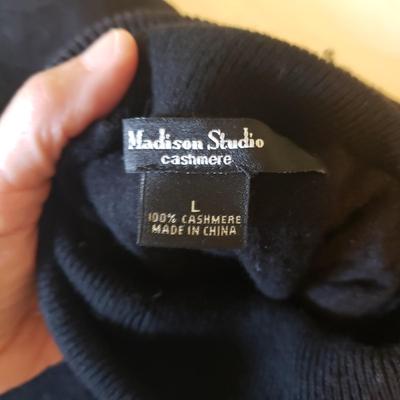 Madison Studio
cashmere
L
100% CASHMERE
MADE IN CHINA